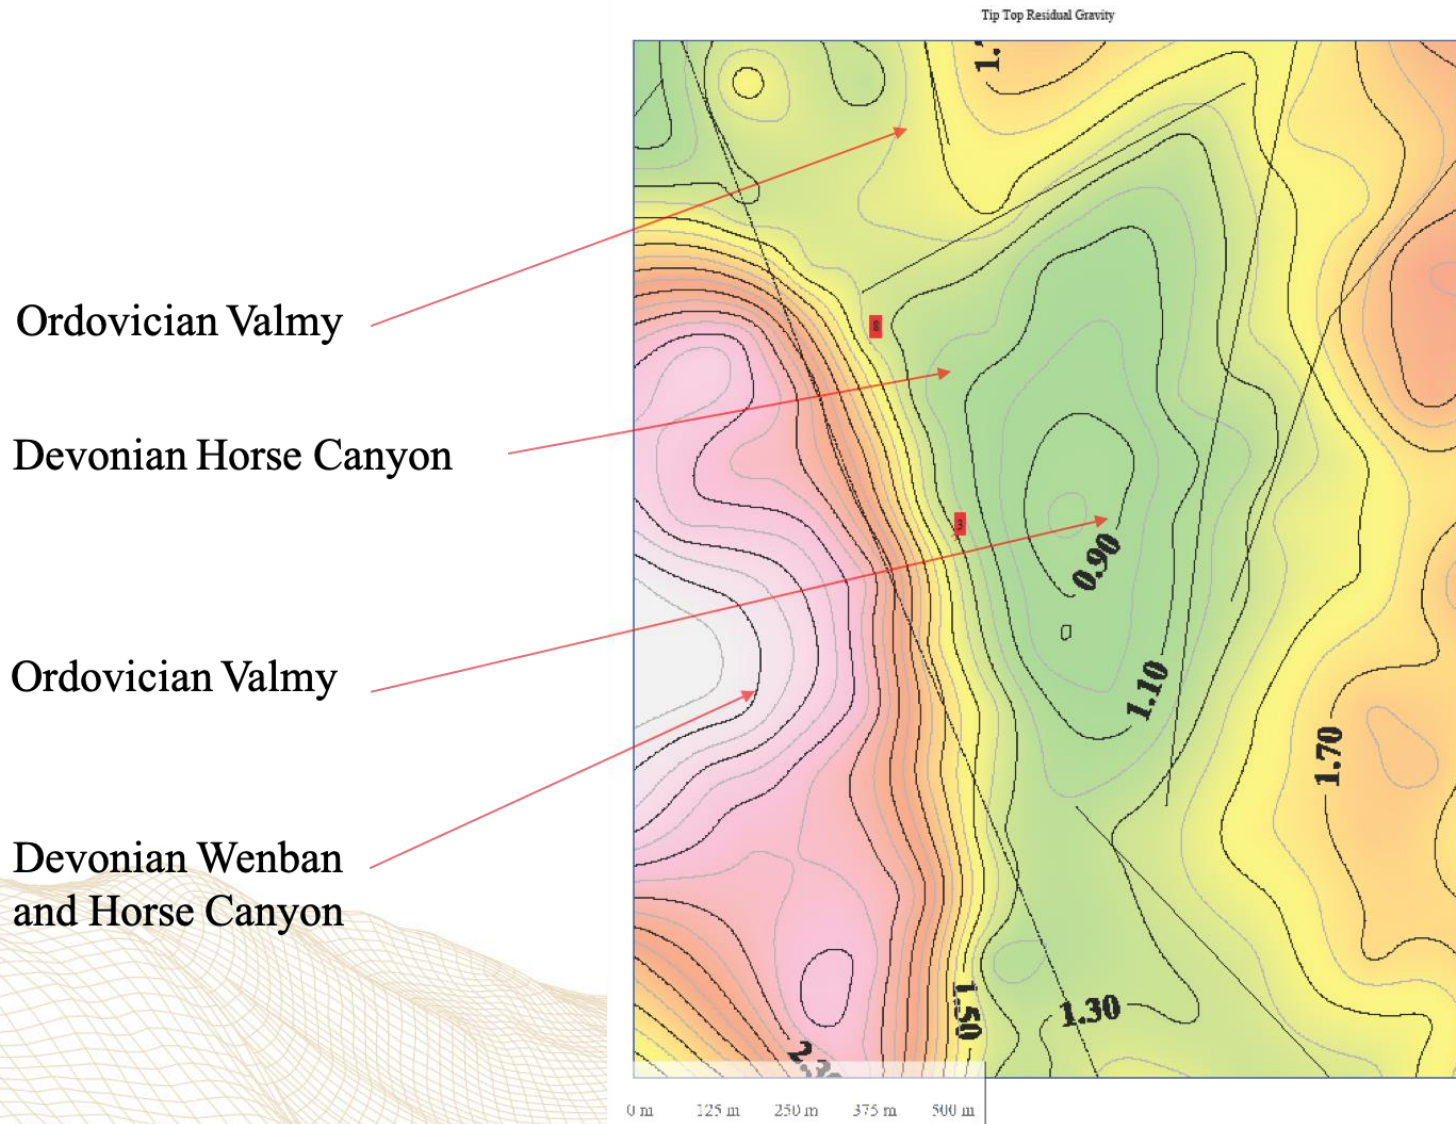 Tip Top Residual Gravity
Ordovician Valmy
Devonian Horse Canyon
Ordovician Valmy
0.90
1.10
1.70
Devonian Wenban
and Horse Canyon
1.50
1.30
0 m 125 m 250 m 375 m 500 m